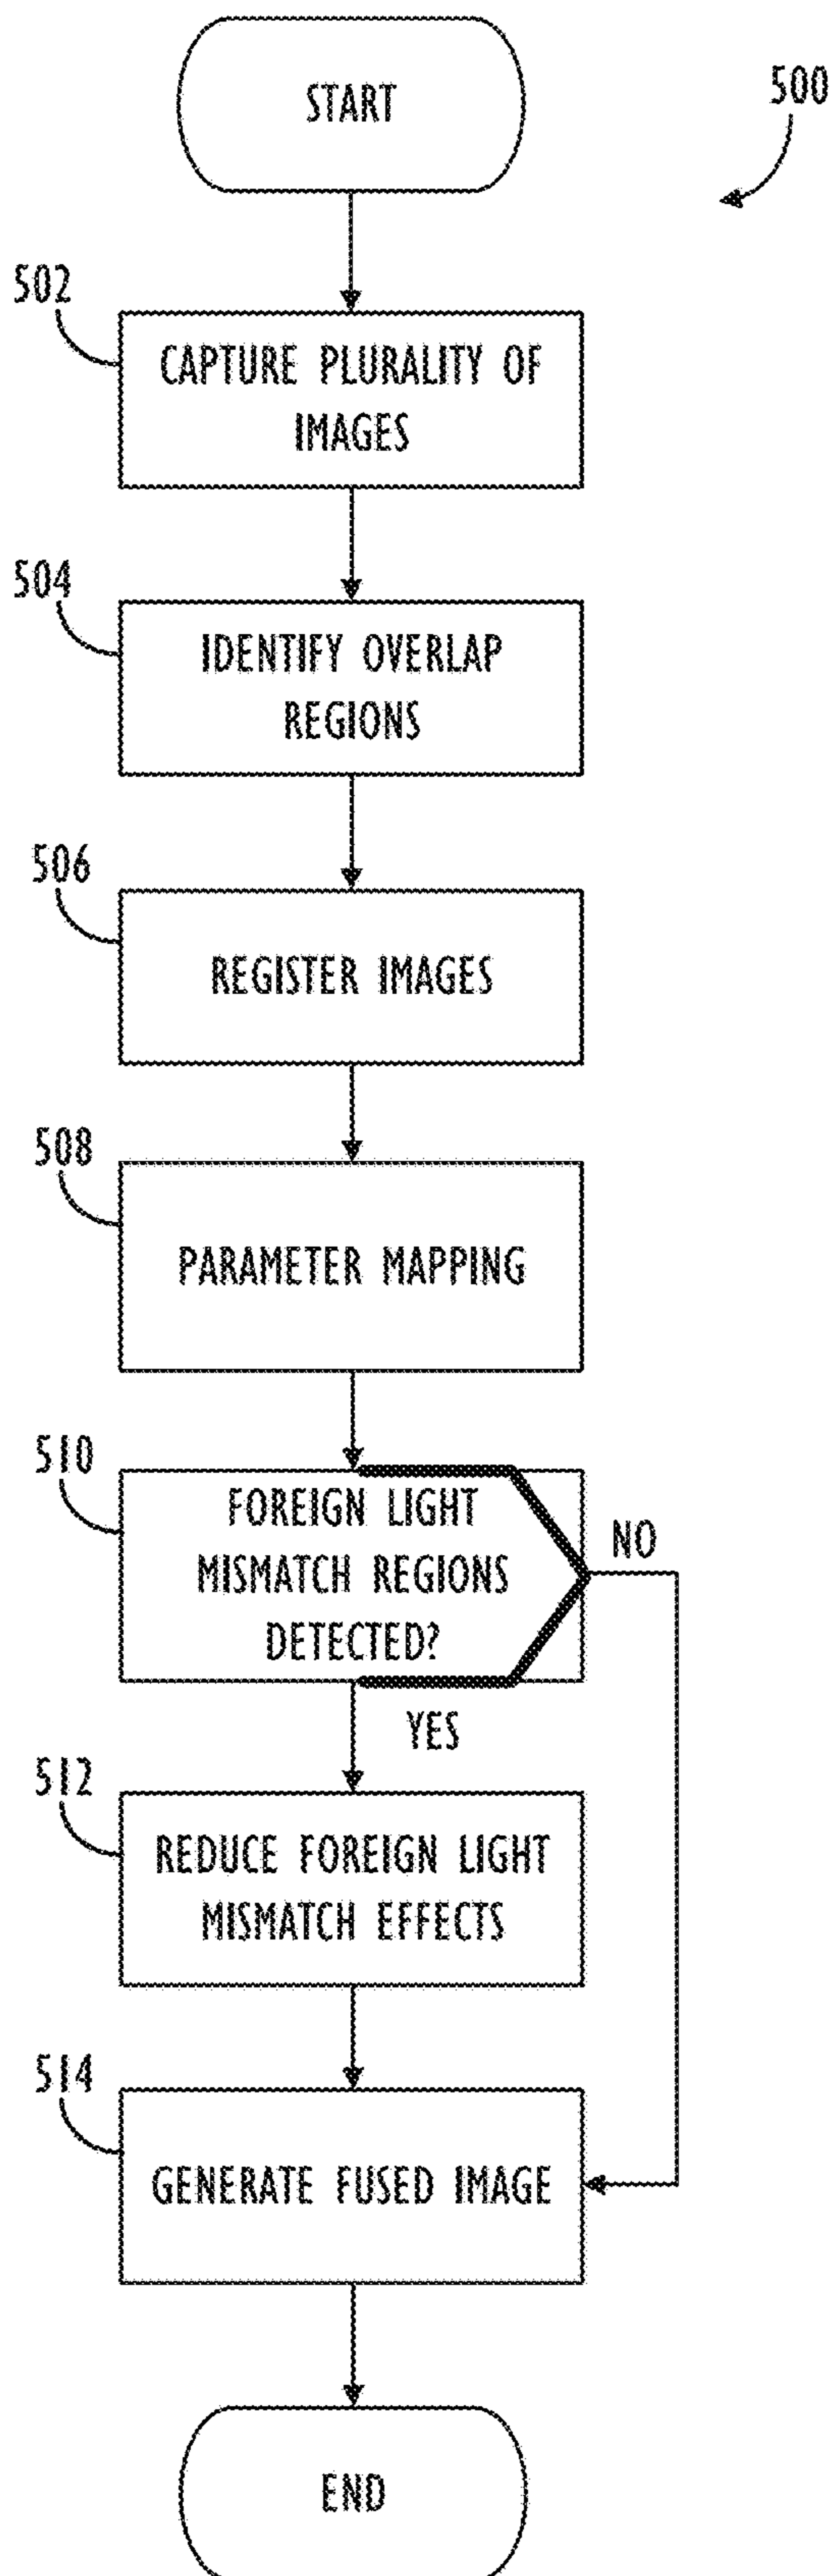 START
500
502
CAPTURE PLURALITY OF
IMAGES
504
IDENTIFY OVERLAP
REGIONS
506
REGISTER IMAGES
508
PARAMETER MAPPING
510
FOREIGN LIGHT
MISMATCH REGIONS
DETECTED?
NO
YES
512
REDUCE FOREIGN LIGHT
MISMATCH EFFECTS
514
GENERATE FUSED IMAGE
END